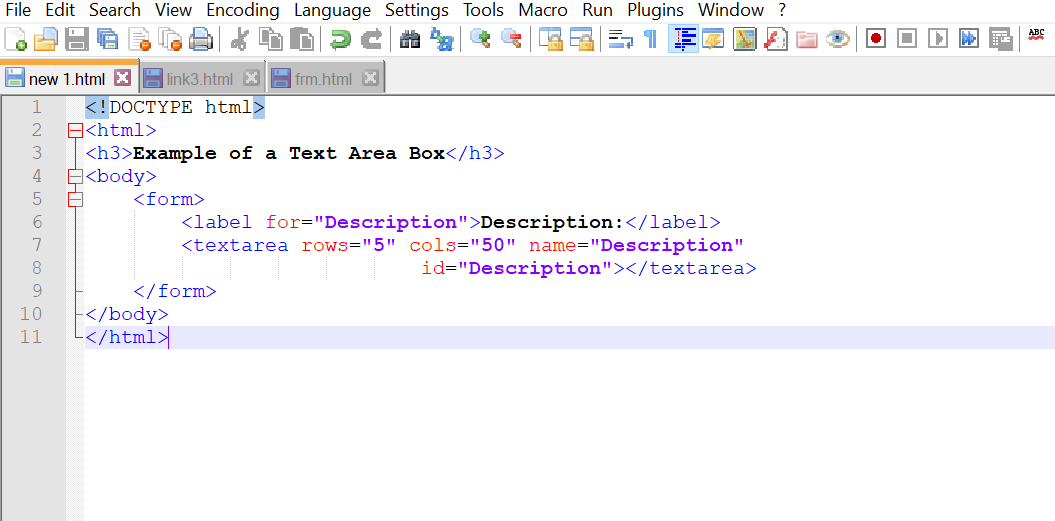 File Edit Search View Encoding Language Settings Tools Macro Run Plugins Window ?
ABC
new 1.html link3.html frm.html
1 <!DOCTYPE html>
2 <html>
3 <h3>Example of a Text Area Box</h3>
4 <body>
5 <form>
6 <label for="Description">Description:</label>
7 <textarea rows="5" cols="50" name="Description"
8 id="Description"></textarea>
9 </form>
10 </body>
11 </html>